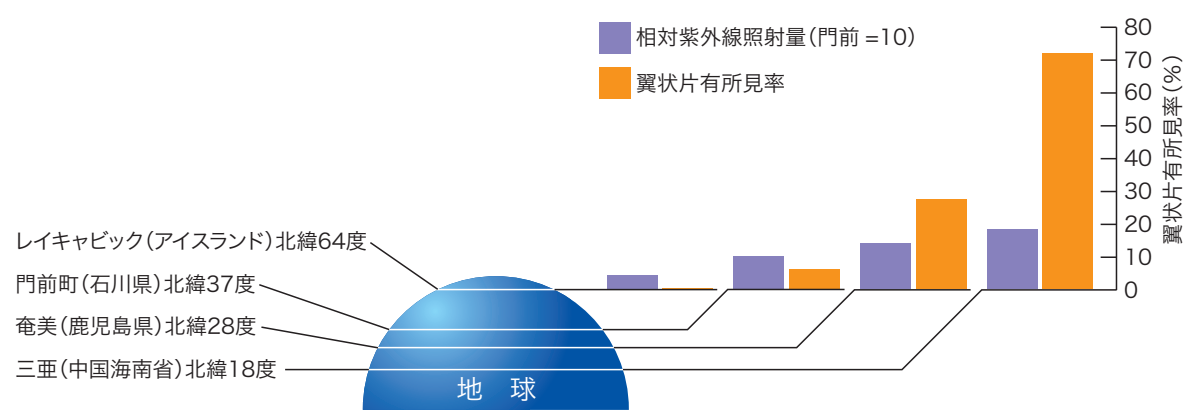 相対紫外線照射量(門前=10)
翼状片有所見率
80
70
60
50
40
30
20
10
0
翼状片有所見率(%)
レイキャビック(アイスランド)北緯64度
門前町(石川県)北緯37度
奄美(鹿児島県)北緯28度
三亜(中国海南省)北緯18度
地 球